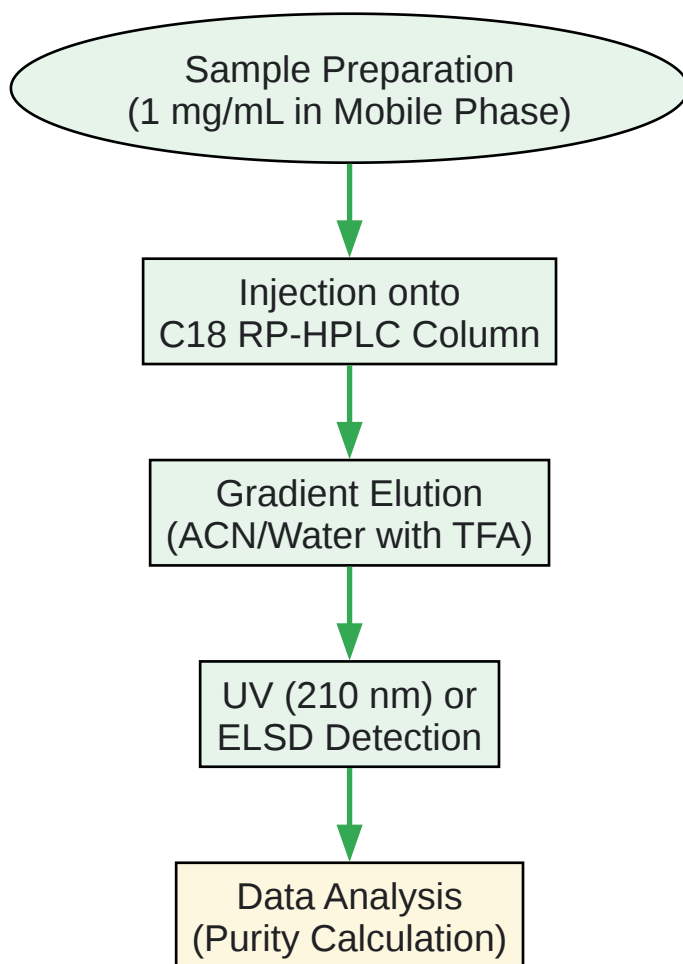 Sample Preparation
(1 mg/mL in Mobile Phase)
Injection onto
C18 RP-HPLC Column
Gradient Elution
(ACN/Water with TFA)
UV (210 nm) or
ELSD Detection
Data Analysis
(Purity Calculation)